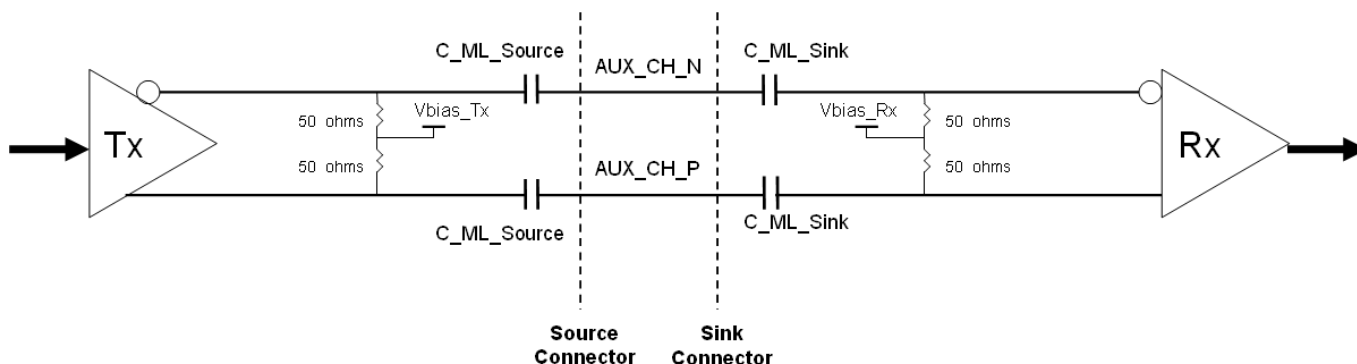 C_ML_Source
C_ML_Sink
AUX_CH_N
50 ohms
Vbias_Tx
Vbias_Rx
50 ohms
Tx
Rx
50 ohms
50 ohms
AUX_CH_P
C_ML_Source
C_ML_Sink
Source
Connector
Sink
Connector